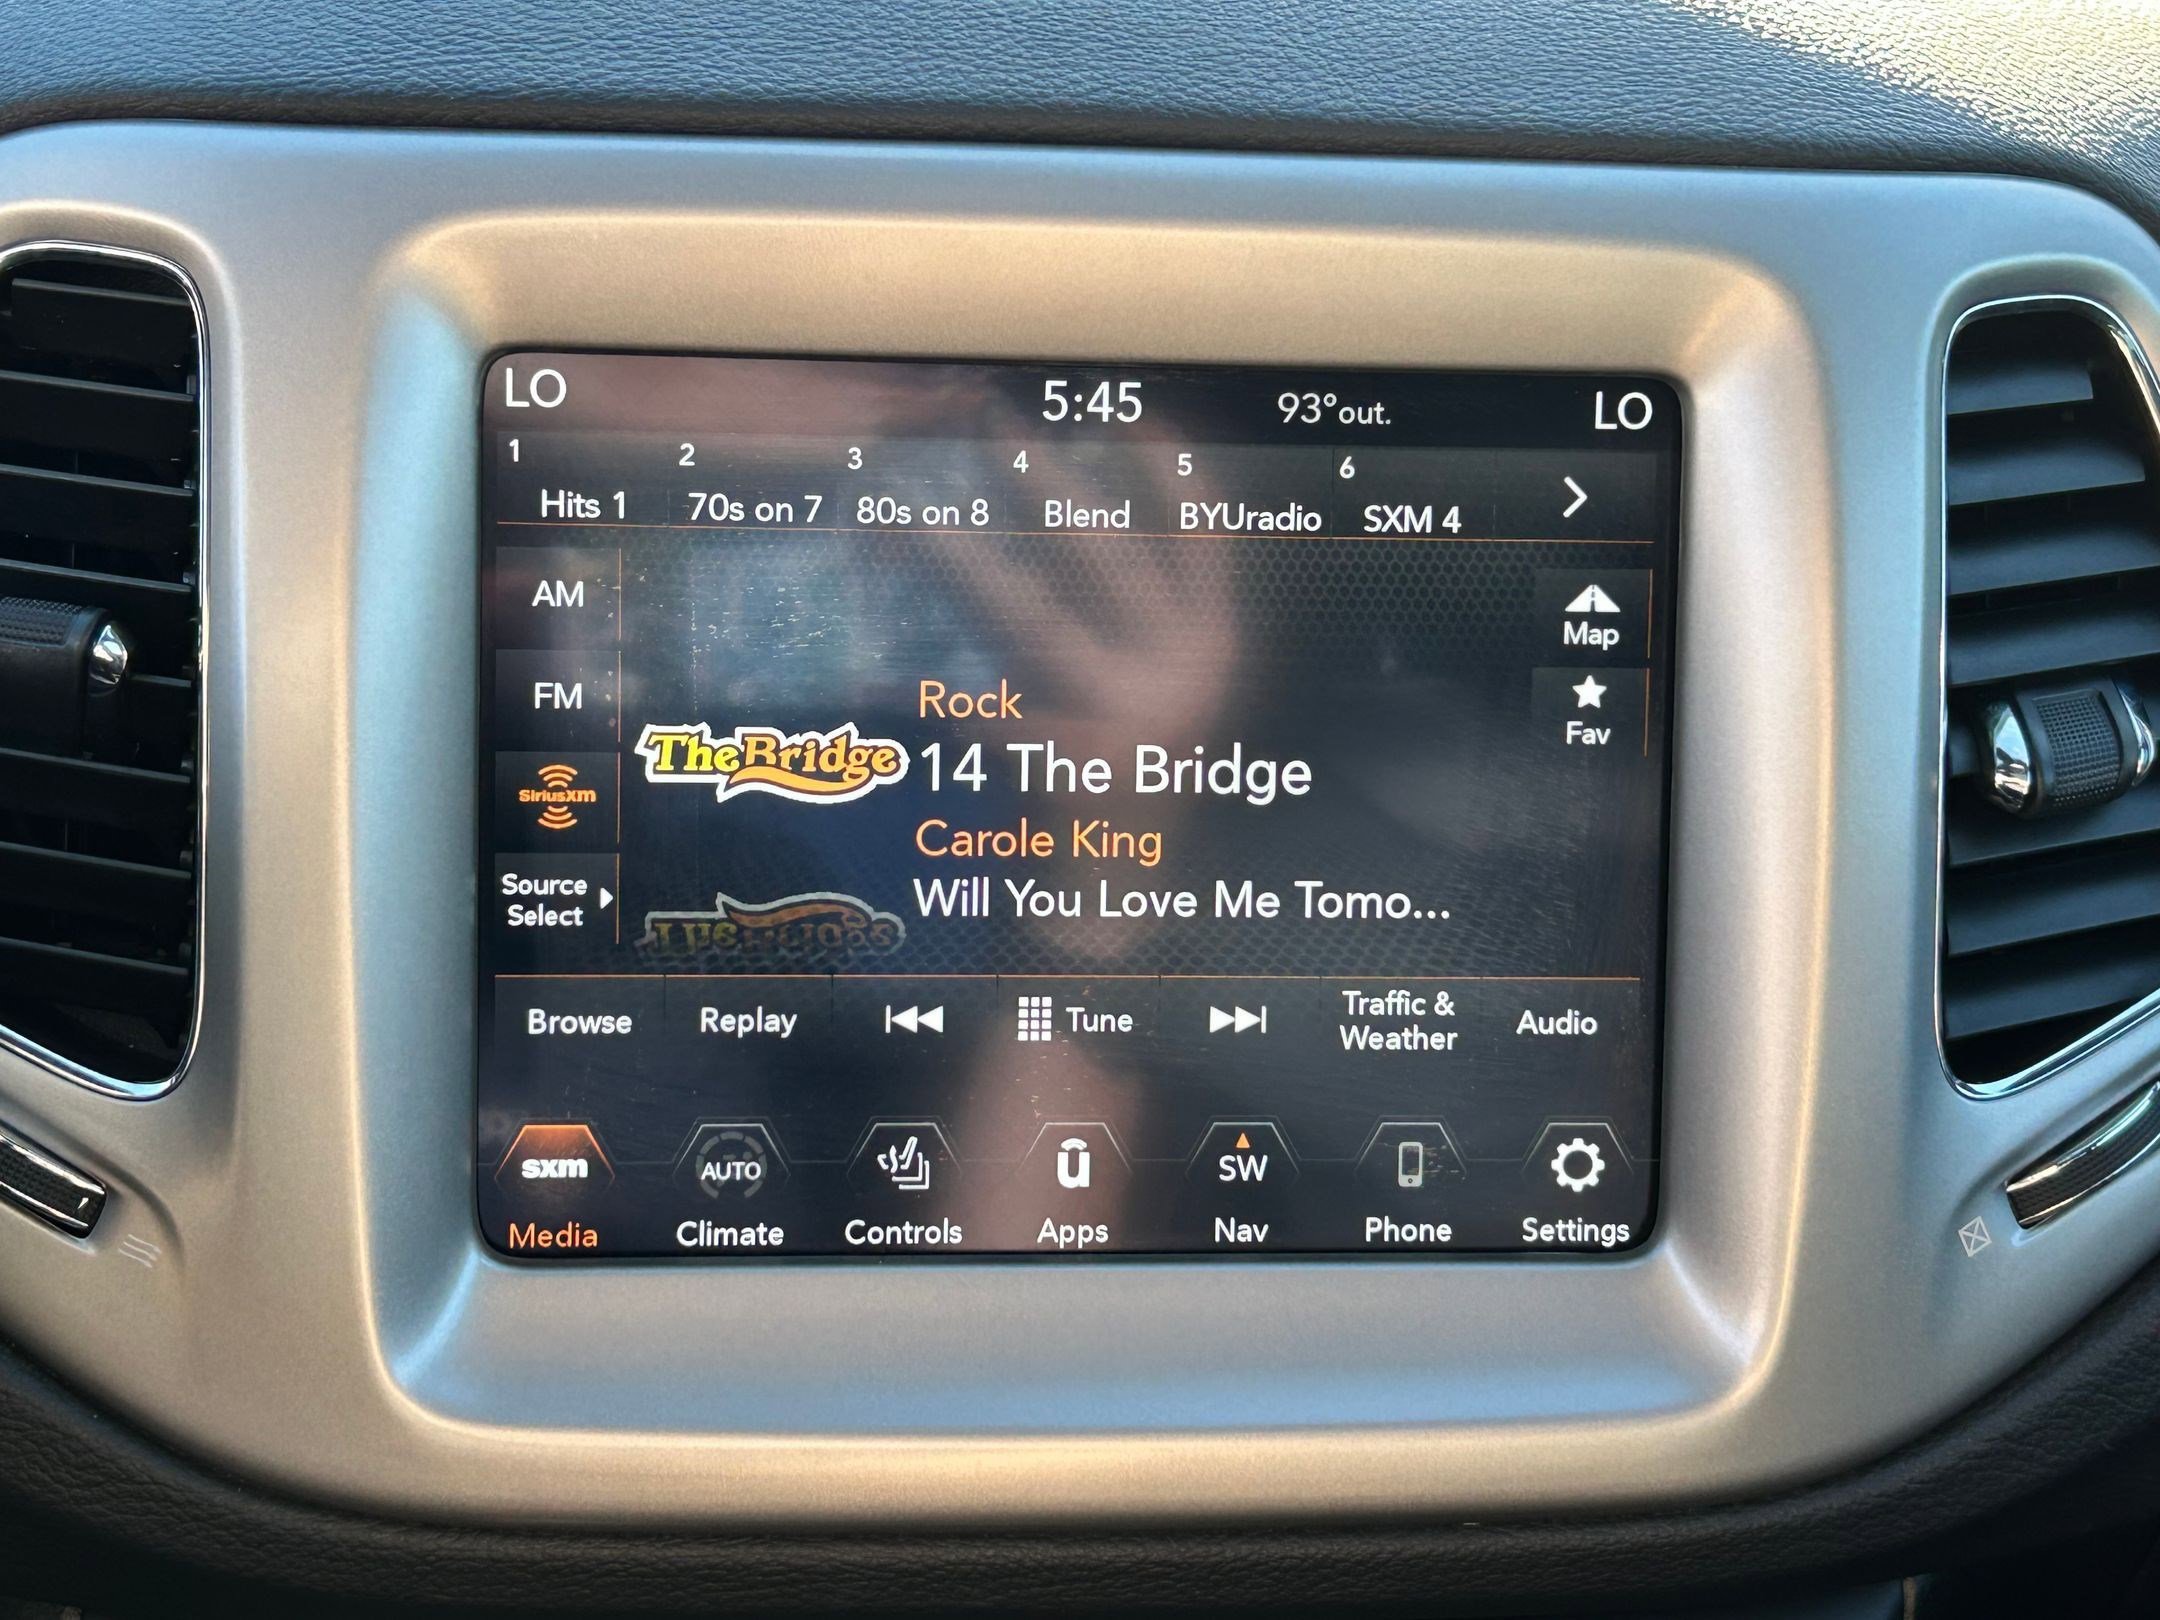 LO 5:45 93°out. LO
1 2 3 4 5 6
Hits 1 70s on 7 80s on 8 Blend BYUradio SXM 4
AM
Map
FM
Fav
SiriusXM
Source
Select
TheBridge
Rock
14 The Bridge
Carole King
Will You Love Me Tomo...
Browse Replay Tune Traffic &
Weather Audio
sxm AUTO u SW
Media Climate Controls Apps Nav Phone Settings